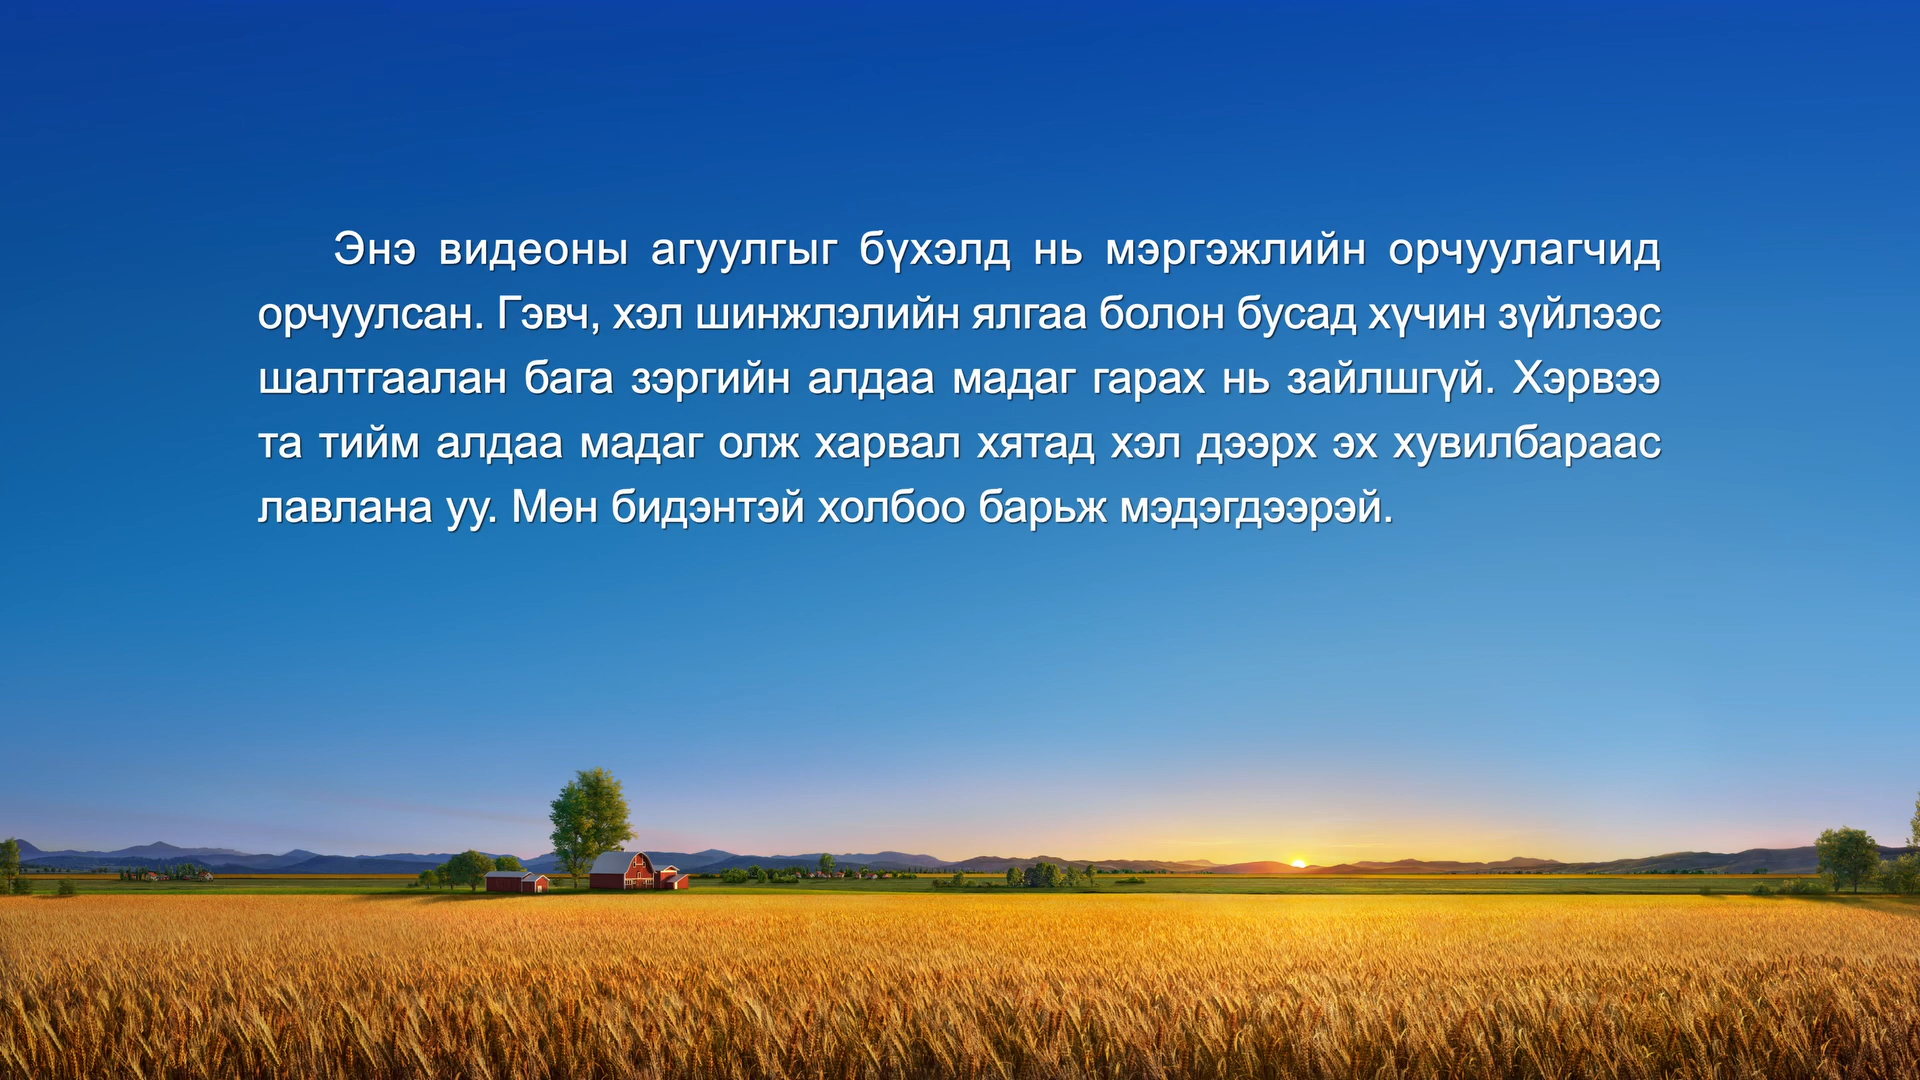 Энэ видеоны агуулгыг бүхэлд нь мэргэжлийн орчуулагчид
орчуулсан. Гэвч, хэл шинжлэлийн ялгаа болон бусад хүчин зүйлээс
шалтгаалан бага зэргийн алдаа мадаг гарах нь зайлшгүй. Хэрвээ
та тийм алдаа мадаг олж харвал хятад хэл дээрх эх хувилбараас
лавлана уу. Мөн бидэнтэй холбоо барьж мэдэгдээрэй.